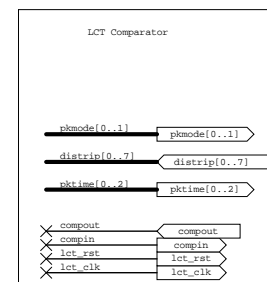 LCT Comparator
pkmode[0..1] pkmode[0..1]
distrip[0..7] distrip[0..7]
pktime[0..2] pktime[0..2]
compout compout
compin compin
lct_rst lct_rst
lct_clk lct_clk